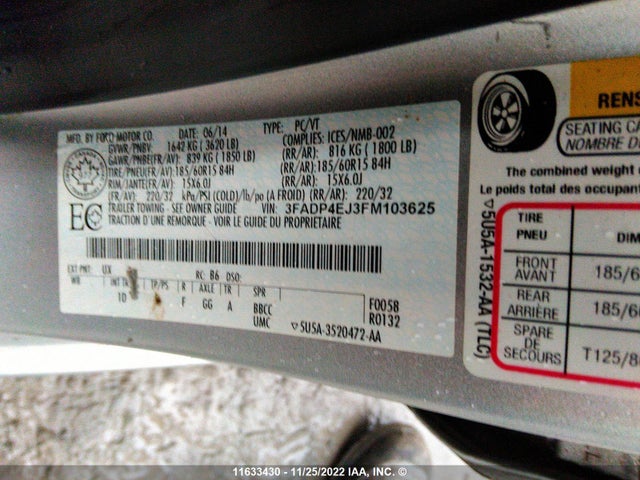 MFD. BY FORD MOTOR CO. DATE: 06/14 TYPE: PC/VT
GVWR/PNBV: 1642 KG ( 3620 LB) COMPLIES: ICES/NMB-002
GAWR/PNBE(FR/AV): 839 KG ( 1850 LB) (RR/AR): 816 KG ( 1800 LB)
TIRE/PNEU(FR/AV):185/60R15 84H (RR/AR):185/60R15 84H
RIM/JANTE(FR/AV): 15X6.0J (RR/AR): 15X6.0J
(FR/AV): 220/32 kPa/PSI (COLD)/lb/po (A FROID) (RR/AR): 220/32
TRAILER TOWING - SEE OWNER GUIDE VIN: 3FADP4EJ3FM103625
TRACTION D'UNE REMORQUE - VOIR LE GUIDE DU PROPRIETAIRE
EC
EXT PNT: UX RC: B6 DSO:
WB INT TR TP/PS R AXLE TR SPR
10 F GG A BBCC F0058
UMC R0132
▽5U5A-3520472-AA
RENS
SEATING CA
NOMBRE D
The combined weight o
Le poids total des occupan
▽5U5A-1532-AA (TLC)
TIRE
PNEU DIM
FRONT
AVANT 185/6
REAR
ARRIÈRE 185/60
SPARE
DE
SECOURS T125/8
11633430 - 11/25/2022 IAA, INC. ©